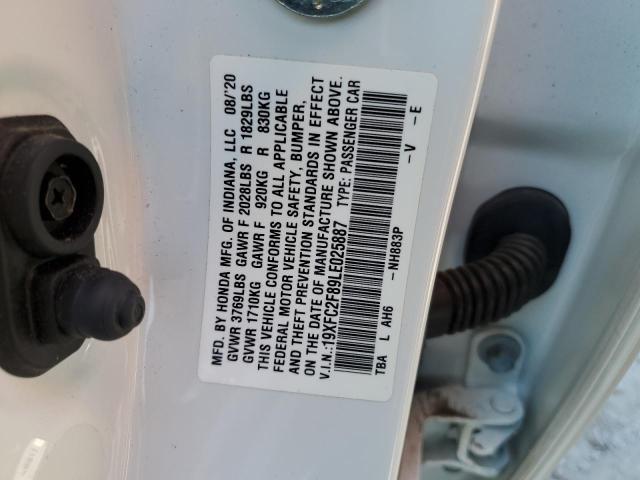 MFD. BY HONDA MFG. OF INDIANA, LLC 08/'20
GVWR 3769LBS GAWR F 2028LBS R 1829LBS
GVWR 1710KG GAWR F 920KG R 830KG
THIS VEHICLE CONFORMS TO ALL APPLICABLE
FEDERAL MOTOR VEHICLE SAFETY, BUMPER,
AND THEFT PREVENTION STANDARDS IN EFFECT
ON THE DATE OF MANUFACTURE SHOWN ABOVE.
V.I.N.:19XFC2F89LE025887 TYPE: PASSENGER CAR
TBA L AH6 -NH883P -V -E